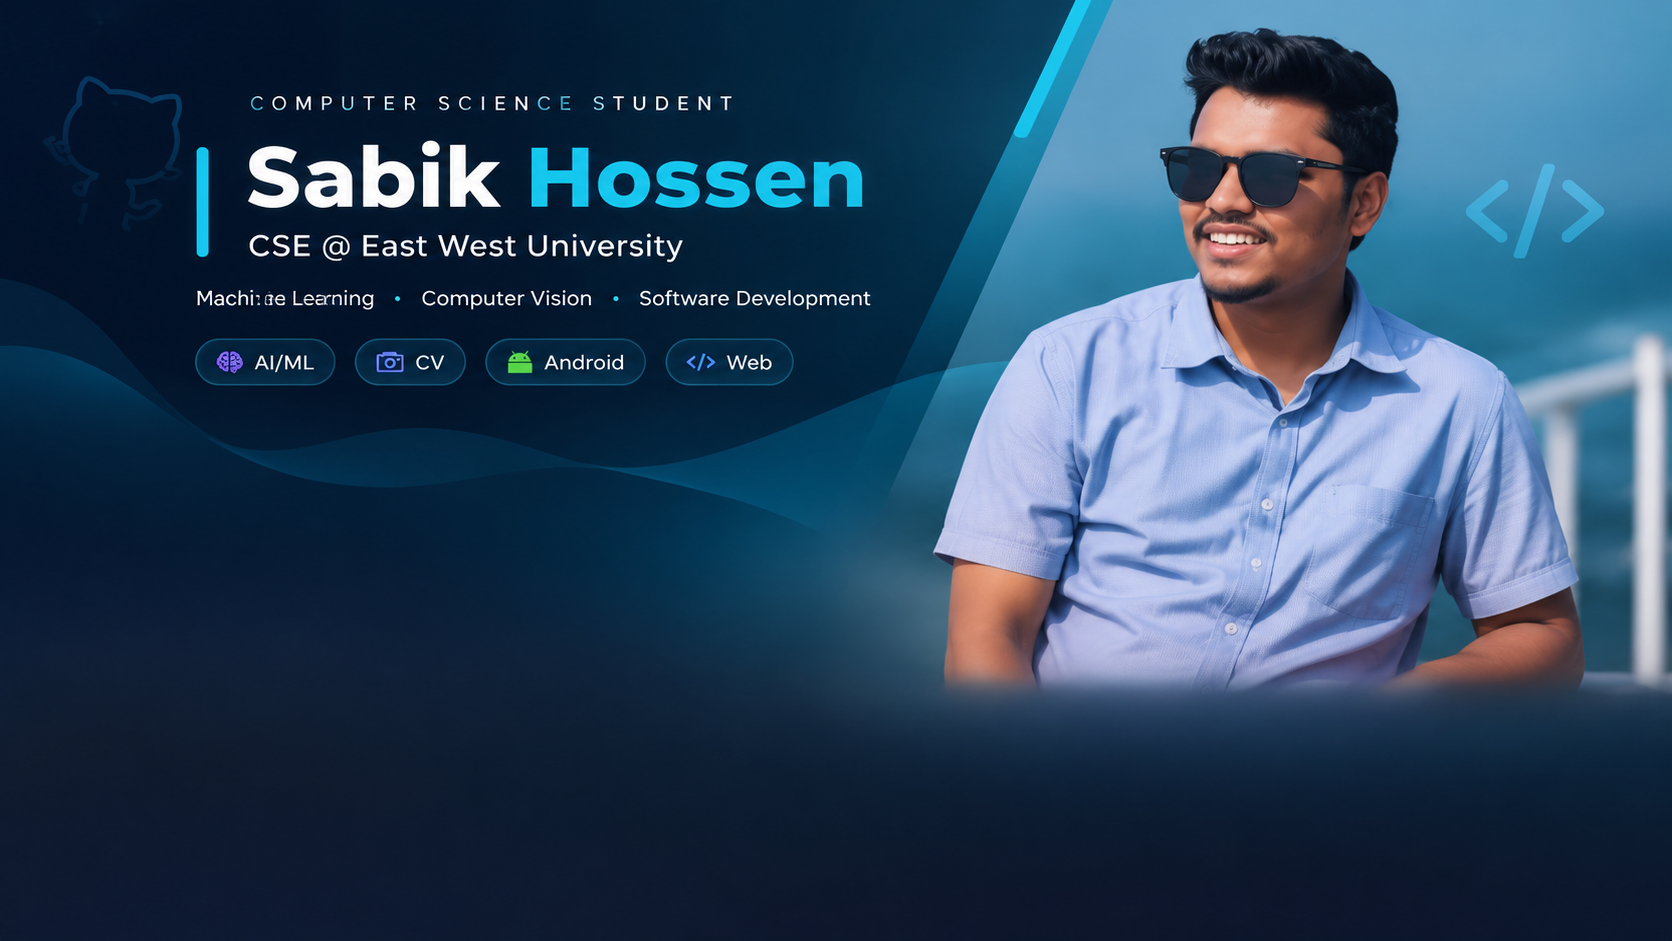 COMPUTER SCIENCE STUDENT
Sabik Hossen
CSE @ East West University
Learning • Computer Vision • Software Development
AI/ML CV Android Web